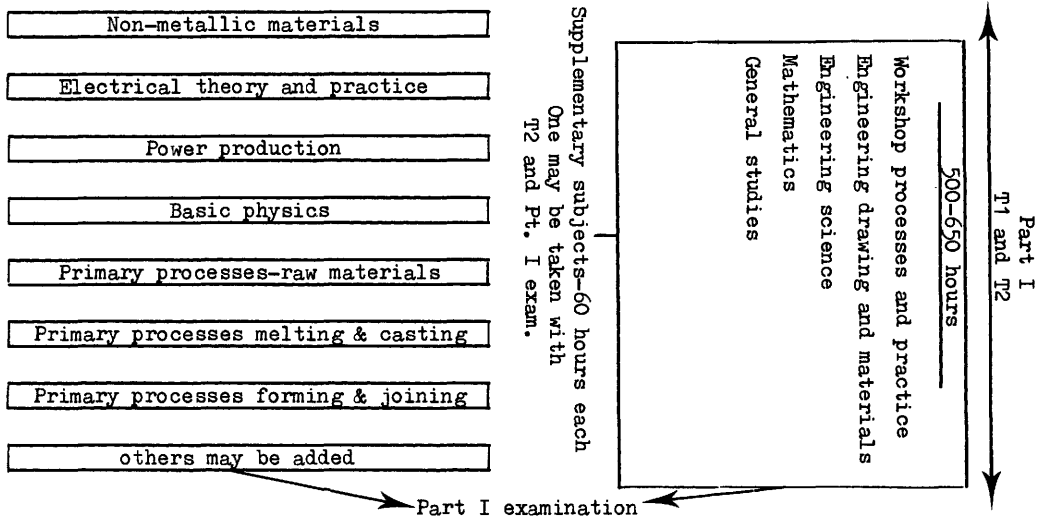 Non-metallic materials
Electrical theory and practice
Power production
Basic physics
Primary processes-raw materials
Primary processes melting & casting
Primary processes forming & joining
others may be added
Supplementary subjects-60 hours each
One may be taken with
T2 and Pt. I exam.
Part I
T1 and T2
500-650 hours
Workshop processes and practice
Engineering drawing and materials
Engineering science
Mathematics
General studies
Part I examination